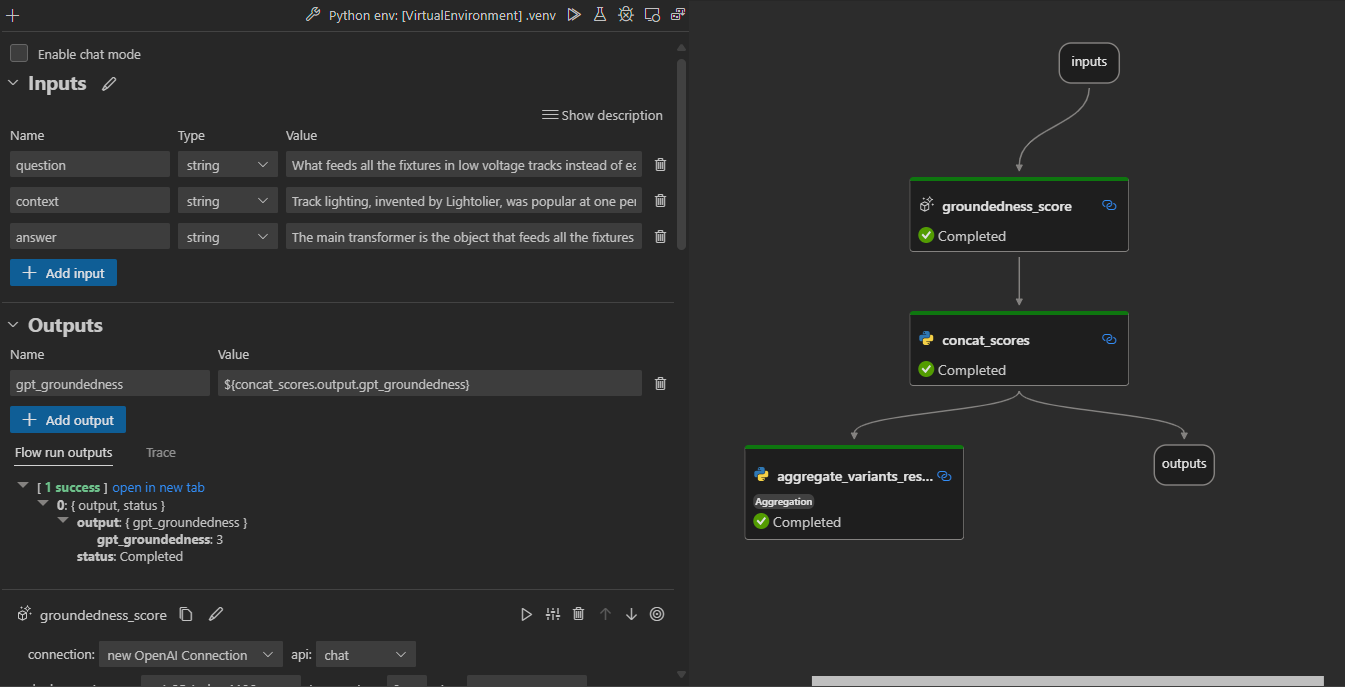 Python env: [VirtualEnvironment] .venv
Enable chat mode
Inputs
Show description
Name Type Value
question string What feeds all the fixtures in low voltage tracks instead of ea
context string Track lighting, invented by Lightolier, was popular at one per
answer string The main transformer is the object that feeds all the fixtures
Add input
Outputs
Name Value
gpt_groundedness ${concat_scores.output.gpt_groundedness}
Add output
Flow run outputs Trace
[ 1 success ] open in new tab
0: { output, status }
output: { gpt_groundedness }
gpt_groundedness: 3
status: Completed
groundedness_score
connection: new OpenAI Connection api: chat
inputs
groundedness_score
Completed
concat_scores
Completed
aggregate_variants_res...
Aggregation
Completed
outputs